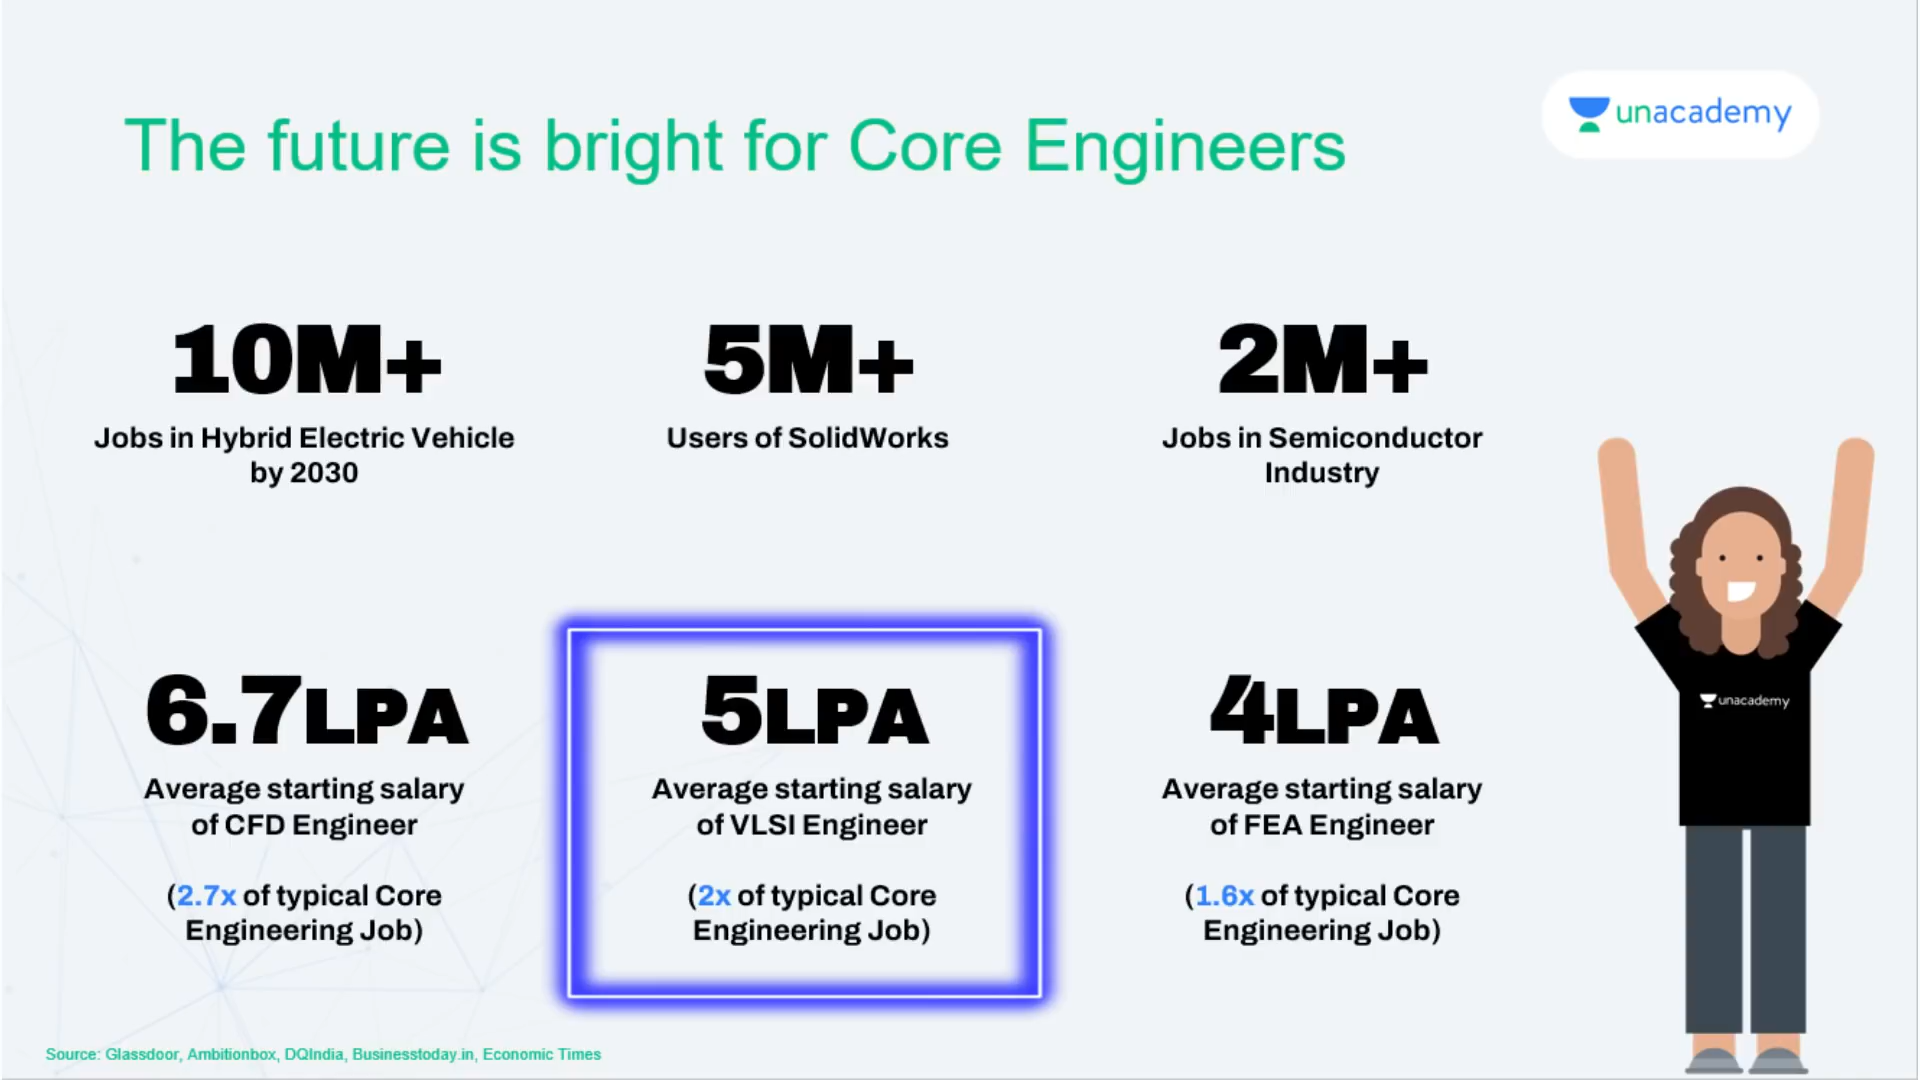 The future is bright for Core Engineers
unacademy
10M+
Jobs in Hybrid Electric Vehicle
by 2030
5M+
Users of SolidWorks
2M+
Jobs in Semiconductor
Industry
6.7LPA
Average starting salary
of CFD Engineer
(2.7x of typical Core
Engineering Job)
5LPA
Average starting salary
of VLSI Engineer
(2x of typical Core
Engineering Job)
4LPA
Average starting salary
of FEA Engineer
(1.6x of typical Core
Engineering Job)
unacademy
Source: Glassdoor, Ambitionbox, DQIndia, Businesstoday.in, Economic Times